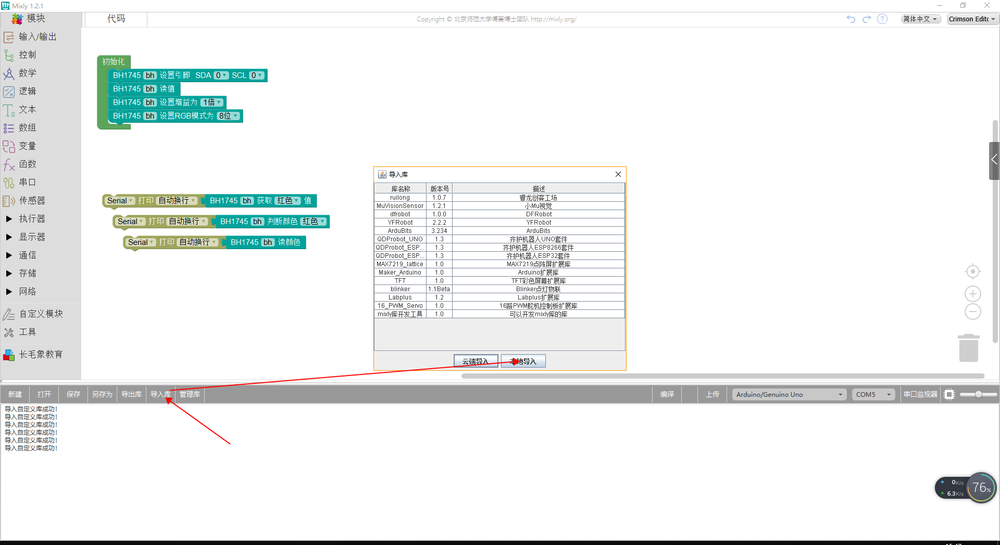 Mixly 1.2.1
模块
代码
Copyright © 北京师范大学傅骞博士团队 http://mixly.org/
简体中文
Crimson Editc
输入/输出
控制
数学
逻辑
文本
数组
变量
函数
串口
传感器
执行器
显示器
通信
存储
网络
自定义模块
工具
长毛象教育
初始化
BH1745 bh 设置引脚 SDA 0 SCL 0
BH1745 bh 读值
BH1745 bh 设置增益为 1倍
BH1745 bh 设置RGB模式为 8位
Serial 打印 自动换行 BH1745 bh 获取 红色 值
Serial 打印 自动换行 BH1745 bh 判断颜色 红色
Serial 打印 自动换行 BH1745 bh 读颜色
导入库
库名称 版本号 描述
ruilong 1.0.7 睿龙创客工场
MuVisionSensor 1.2.1 小Mu视觉
dfrobot 1.0.0 DFRobot
YFRobot 2.2.2 YFRobot
ArduBits 3.234 ArduBits
QDProbot_UNO 1.3 齐护机器人UNO套件
QDProbot_ESP... 1.3 齐护机器人ESP8266套件
QDProbot_ESP... 1.3 齐护机器人ESP32套件
MAX7219_lattice 1.0 MAX7219点阵屏扩展库
Maker_Arduino 1.0 Arduino扩展库
TFT 1.0 TFT彩色屏幕扩展库
blinker 1.1Beta Blinker点灯物联
Labplus 1.2 Labplus扩展库
16_PWM_Servo 1.0 16路PWM舵机控制板扩展库
mixly库开发工具 1.0 可以开发mixly库的库
云端导入 本地导入
新建 打开 保存 另存为 导出库 导入库 管理库 编译 上传 Arduino/Genuino Uno COM5 串口监视器
导入自定义库成功!
导入自定义库成功!
导入自定义库成功!
导入自定义库成功!
导入自定义库成功!
导入自定义库成功!
0K/s
6.3K/s
76%